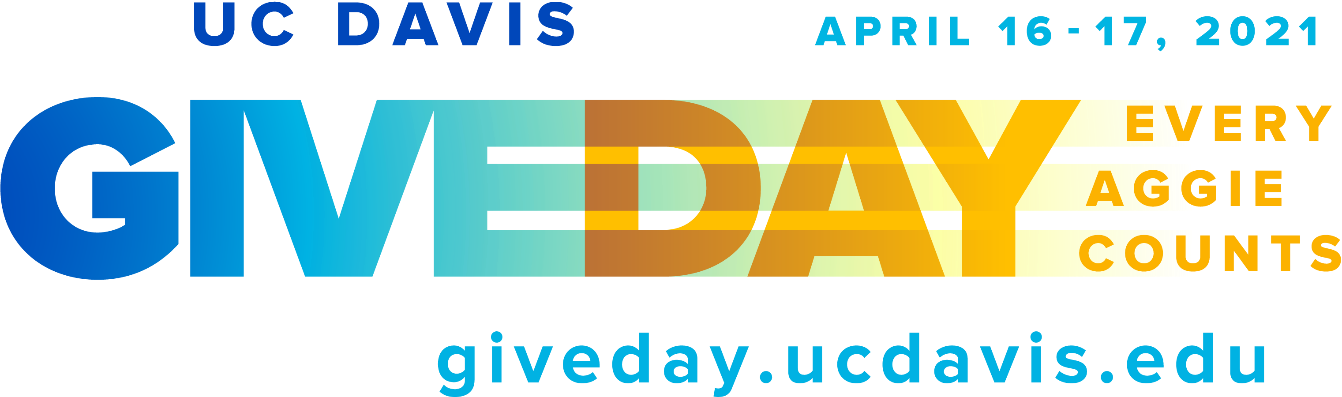 UC DAVIS
APRIL 16-17, 2021
GIVEDAY
EVERY
AGGIE
COUNTS
giveday.ucdavis.edu